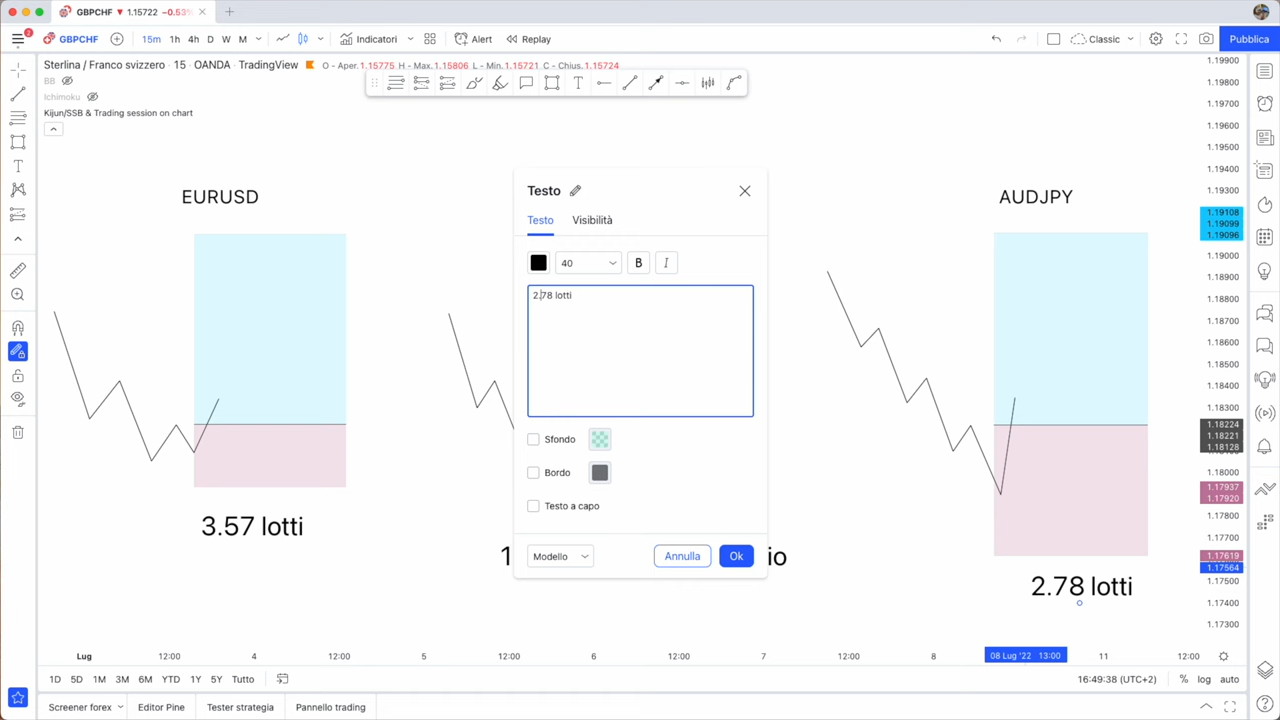 GBPCHF 1.15722 −0.53%
GBPCHF
15m 1h 4h D W M
Indicatori
Alert
Replay
Classic
Pubblica
Sterlina / Franco svizzero · 15 · OANDA · TradingView
O - Aper. 1.15775 H - Max. 1.15806 L - Min. 1.15721 C - Chius. 1.15724
BB
Ichimoku
Kijun/SSB & Trading session on chart
EURUSD
AUDJPY
Testo
Testo Visibilità
40 B I
2.78 lotti
Sfondo
Bordo
Testo a capo
Modello Annulla Ok
3.57 lotti
1
io
2.78 lotti
1.19900
1.19800
1.19700
1.19600
1.19500
1.19400
1.19300
1.19108
1.19099
1.19096
1.19000
1.18900
1.18800
1.18700
1.18600
1.18500
1.18400
1.18300
1.18224
1.18221
1.18128
1.18000
1.17937
1.17920
1.17800
1.17700
1.17619
1.17564
1.17500
1.17400
1.17300
Lug 12:00 4 12:00 5 12:00 6 12:00 7 12:00 8 08 Lug '22 13:00 11 12:00
1D 5D 1M 3M 6M YTD 1Y 5Y Tutto
16:49:38 (UTC+2) % log auto
Screener forex Editor Pine Tester strategia Pannello trading